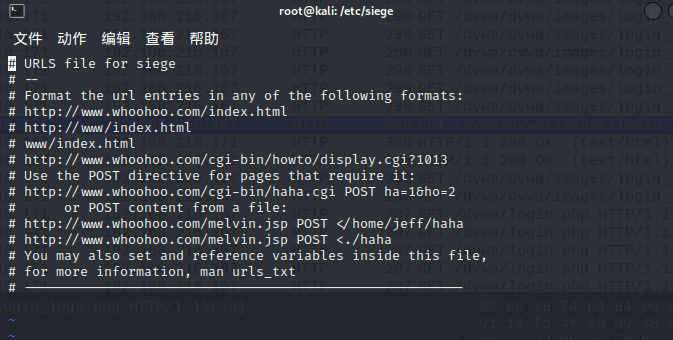 root@kali: /etc/siege
文件 动作 编辑 查看 帮助
# URLS file for siege
# --
# Format the url entries in any of the following formats:
# http://www.whoohoo.com/index.html
# http://www/index.html
# www/index.html
# http://www.whoohoo.com/cgi-bin/howto/display.cgi?1013
# Use the POST directive for pages that require it:
# http://www.whoohoo.com/cgi-bin/haha.cgi POST ha=1&ho=2
#      or POST content from a file:
# http://www.whoohoo.com/melvin.jsp POST </home/jeff/haha
# http://www.whoohoo.com/melvin.jsp POST <./haha
# You may also set and reference variables inside this file,
# for more information, man urls_txt
# -------------------------------------------------------
~
~